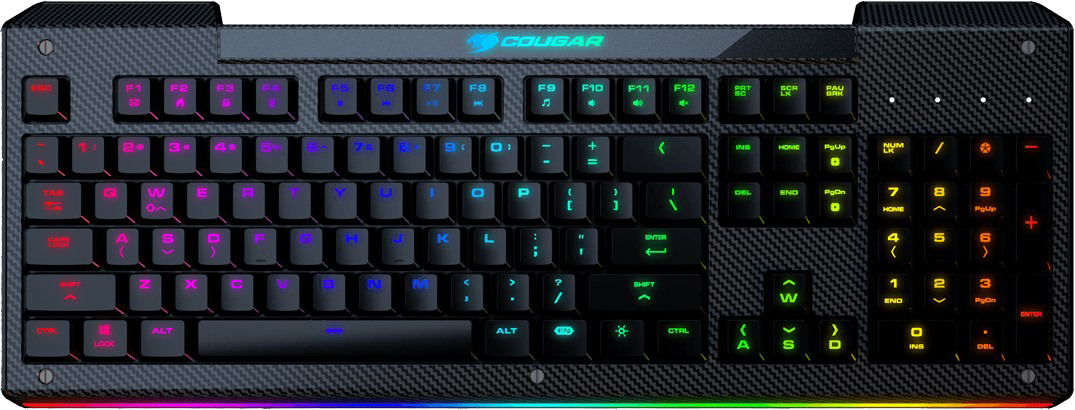 COUGAR
ESC F1 F2 F3 F4 F5 F6 F7 F8 F9 F10 F11 F12 PRT SC SCR LK PAU BRK
~ 1 ! 2 @ 3 # 4 $ 5 % 6 ^ 7 & 8 9 ( 0 ) - - + = INS HOME PgUp NUM LK / -
TAB Q W E R T Y U I O P { [ } ] | \ DEL END PgDn 7 HOME 8 9 PgUp +
CAPS LOCK A S D F G H J K L : ; " ' ENTER 4 5 6
SHIFT Z X C V B N M < , > . ? / SHIFT W 1 END 2 3 PgDn ENTER
CTRL LOCK ALT ALT FN CTRL A S D 0 INS . DEL